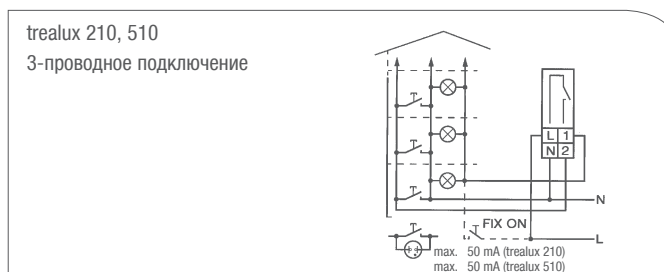 trealux 210, 510
3-проводное подключение
L 1
N 2
N
FIX ON
L
max. 50 mA (trealux 210)
max. 50 mA (trealux 510)